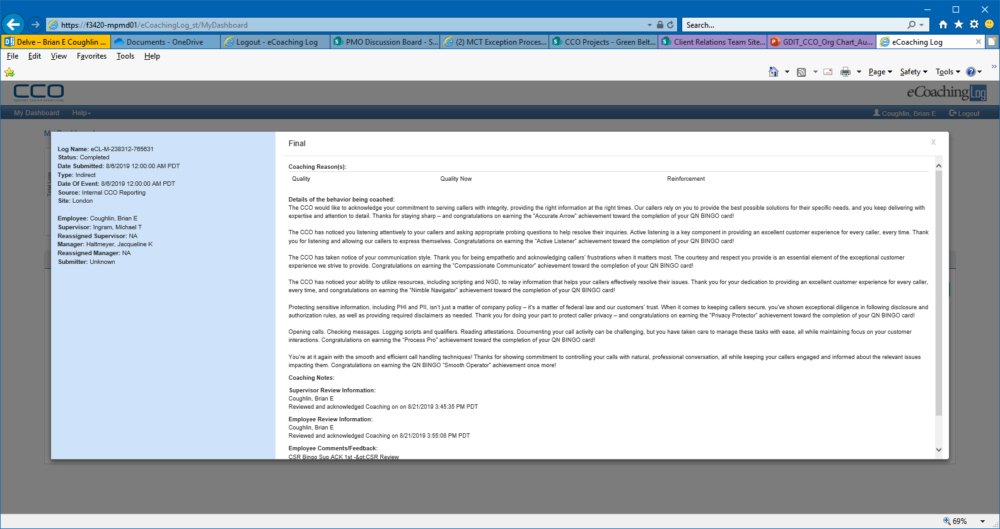 https://f3420-mpmd01/eCoachingLog_st/MyDashboard
Search...
Delve – Brian E Coughlin ...
Documents - OneDrive
Logout - eCoaching Log
PMO Discussion Board - S...
(2) MCT Exception Proces...
CCO Projects - Green Belt...
Client Relations Team Site...
GDIT_CCO_Org Chart_Au...
eCoaching Log
File Edit View Favorites Tools Help
Page Safety Tools
CCO
CONTACT CENTER OPERATIONS
eCoachingLog
My Dashboard Help
Coughlin, Brian E Logout
Total Logs
Final
X
Log Name: eCL-M-238312-765631
Status: Completed
Date Submitted: 8/6/2019 12:00:00 AM PDT
Type: Indirect
Date Of Event: 8/6/2019 12:00:00 AM PDT
Source: Internal CCO Reporting
Site: London
Employee: Coughlin, Brian E
Supervisor: Ingram, Michael T
Reassigned Supervisor: NA
Manager: Haltmeyer, Jacqueline K
Reassigned Manager: NA
Submitter: Unknown
Coaching Reason(s):
Quality Quality Now Reinforcement
Details of the behavior being coached:
The CCO would like to acknowledge your commitment to serving callers with integrity, providing the right information at the right times. Our callers rely on you to provide the best possible solutions for their specific needs, and you keep delivering with
expertise and attention to detail. Thanks for staying sharp – and congratulations on earning the “Accurate Arrow” achievement toward the completion of your QN BINGO card!
The CCO has noticed you listening attentively to your callers and asking appropriate probing questions to help resolve their inquiries. Active listening is a key component in providing an excellent customer experience for every caller, every time. Thank
you for listening and allowing our callers to express themselves. Congratulations on earning the “Active Listener” achievement toward the completion of your QN BINGO card!
The CCO has taken notice of your communication style. Thank you for being empathetic and acknowledging callers’ frustrations when it matters most. The courtesy and respect you provide is an essential element of the exceptional customer
experience we strive to provide. Congratulations on earning the “Compassionate Communicator” achievement toward the completion of your QN BINGO card!
The CCO has noticed your ability to utilize resources, including scripting and NGD, to relay information that helps your callers effectively resolve their issues. Thank you for your dedication to providing an excellent customer experience for every caller,
every time, and congratulations on earning the “Nimble Navigator” achievement toward the completion of your QN BINGO card!
Protecting sensitive information, including PHI and PII, isn’t just a matter of company policy – it’s a matter of federal law and our customers’ trust. When it comes to keeping callers secure, you’ve shown exceptional diligence in following disclosure and
authorization rules, as well as providing required disclaimers as needed. Thank you for doing your part to protect caller privacy – and congratulations on earning the “Privacy Protector” achievement toward the completion of your QN BINGO card!
Opening calls. Checking messages. Logging scripts and qualifiers. Reading attestations. Documenting your call activity can be challenging, but you have taken care to manage these tasks with ease, all while maintaining focus on your customer
interactions. Congratulations on earning the “Process Pro” achievement toward the completion of your QN BINGO card!
You’re at it again with the smooth and efficient call handling techniques! Thanks for showing commitment to controlling your calls with natural, professional conversation, all while keeping your callers engaged and informed about the relevant issues
impacting them. Congratulations on earning the QN BINGO “Smooth Operator” achievement once more!
Coaching Notes:
Supervisor Review Information:
Coughlin, Brian E
Reviewed and acknowledged Coaching on on 8/21/2019 3:45:35 PM PDT
Employee Review Information:
Coughlin, Brian E
Reviewed and acknowledged Coaching on 8/21/2019 3:55:08 PM PDT
Employee Comments/Feedback:
CSR Bingo Sup ACK 1st -&gt;CSR Review
69%